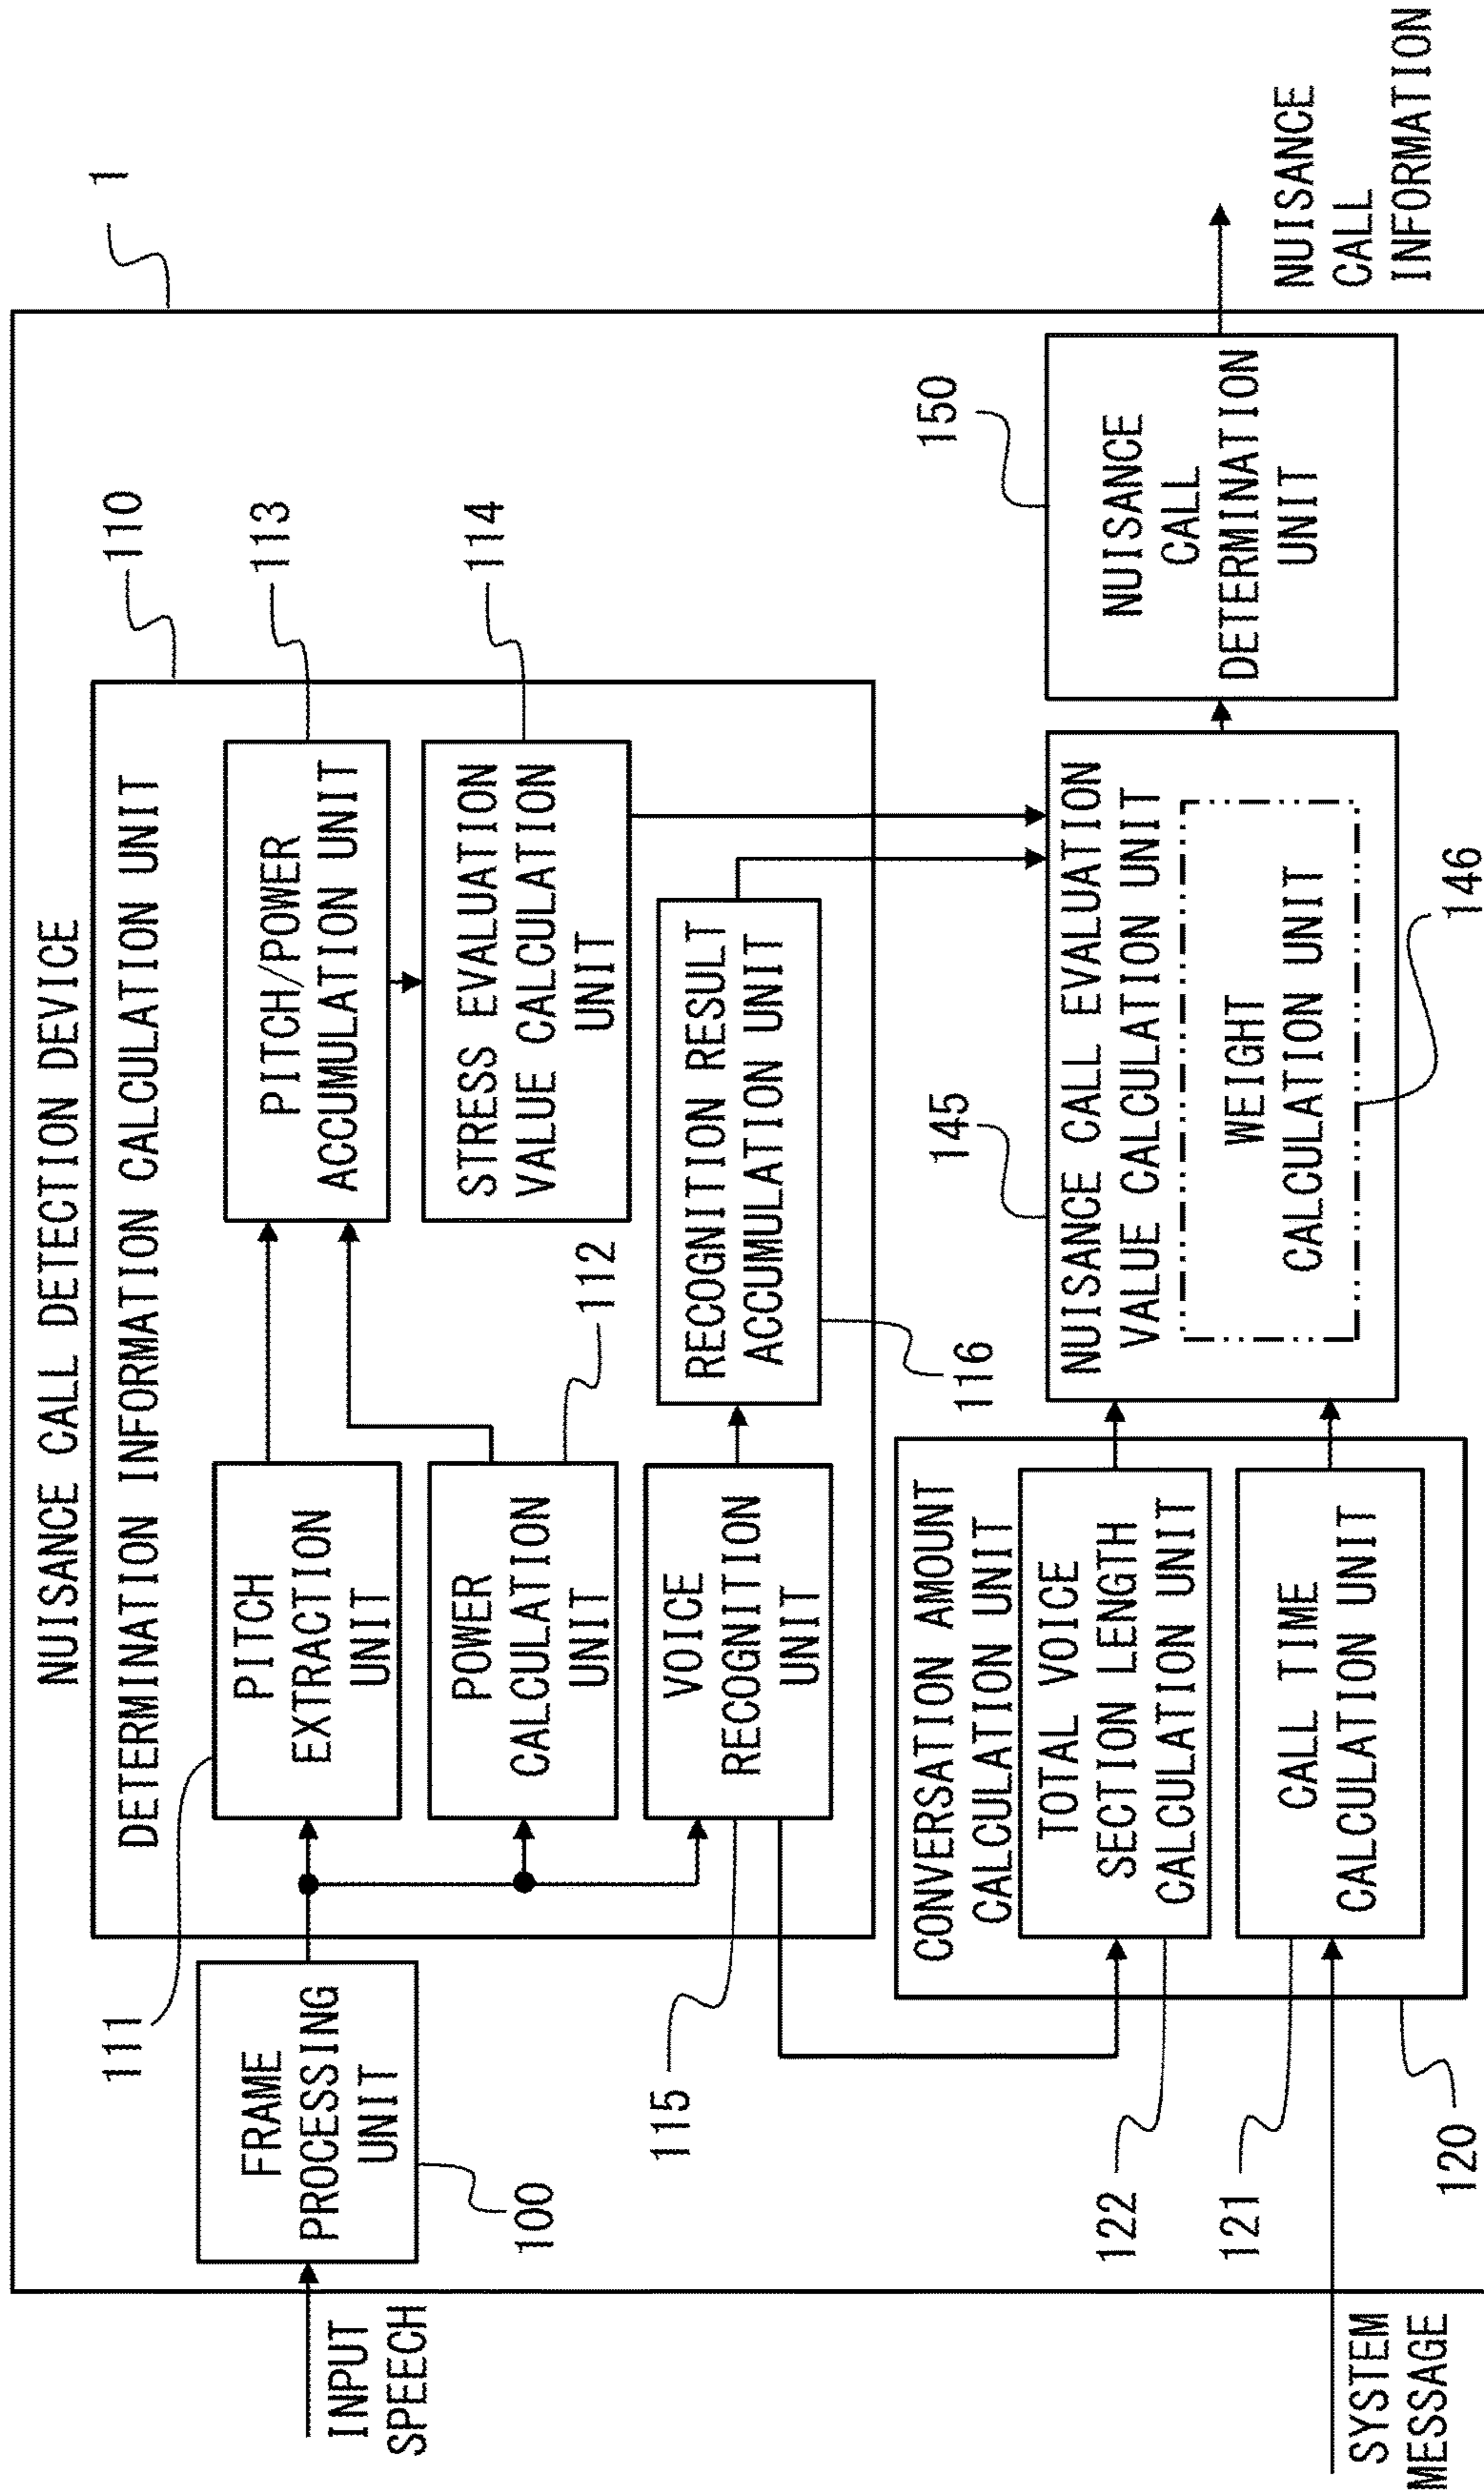 1
NUISANCE CALL DETECTION DEVICE
110
DETERMINATION INFORMATION CALCULATION UNIT
INPUT
SPEECH
FRAME
PROCESSING
UNIT
100
111
PITCH
EXTRACTION
UNIT
POWER
CALCULATION
UNIT
112
VOICE
RECOGNITION
UNIT
115
PITCH/POWER
ACCUMULATION UNIT
113
STRESS EVALUATION
VALUE CALCULATION
UNIT
114
RECOGNITION RESULT
ACCUMULATION UNIT
116
CONVERSATION AMOUNT
CALCULATION UNIT
TOTAL VOICE
SECTION LENGTH
CALCULATION UNIT
122
CALL TIME
CALCULATION UNIT
121
120
SYSTEM
MESSAGE
145
NUISANCE CALL EVALUATION
VALUE CALCULATION UNIT
WEIGHT
CALCULATION UNIT
146
150
NUISANCE
CALL
DETERMINATION
UNIT
NUISANCE
CALL
INFORMATION